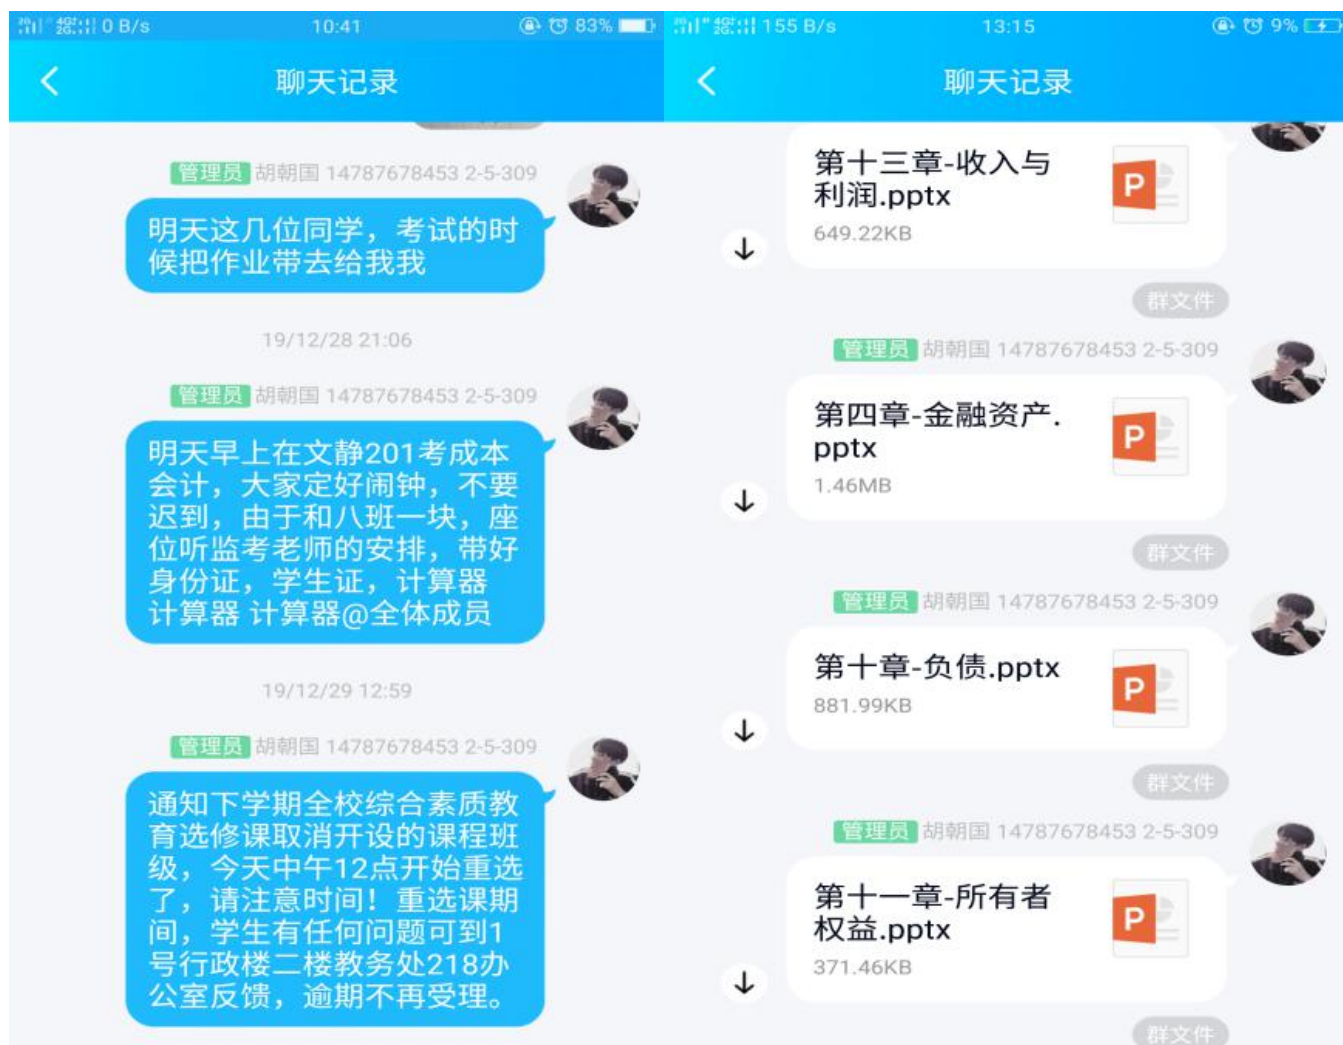 0 B/s 10:41 83%
聊天记录
管理员 胡朝国 14787678453 2-5-309
明天这几位同学，考试的时
候把作业带去给我我
19/12/28 21:06
管理员 胡朝国 14787678453 2-5-309
明天早上在文静201考成本
会计，大家定好闹钟，不要
迟到，由于和八班一块，座
位听监考老师的安排，带好
身份证，学生证，计算器
计算器 计算器@全体成员
19/12/29 12:59
管理员 胡朝国 14787678453 2-5-309
通知下学期全校综合素质教
育选修课取消开设的课程班
级，今天中午12点开始重选
了，请注意时间！重选课期
间，学生有任何问题可到1
号行政楼二楼教务处218办
公室反馈，逾期不再受理。
155 B/s 13:15 9%
聊天记录
第十三章-收入与
利润.pptx
649.22KB
群文件
管理员 胡朝国 14787678453 2-5-309
第四章-金融资产.
pptx
1.46MB
群文件
管理员 胡朝国 14787678453 2-5-309
第十章-负债.pptx
881.99KB
群文件
管理员 胡朝国 14787678453 2-5-309
第十一章-所有者
权益.pptx
371.46KB
群文件